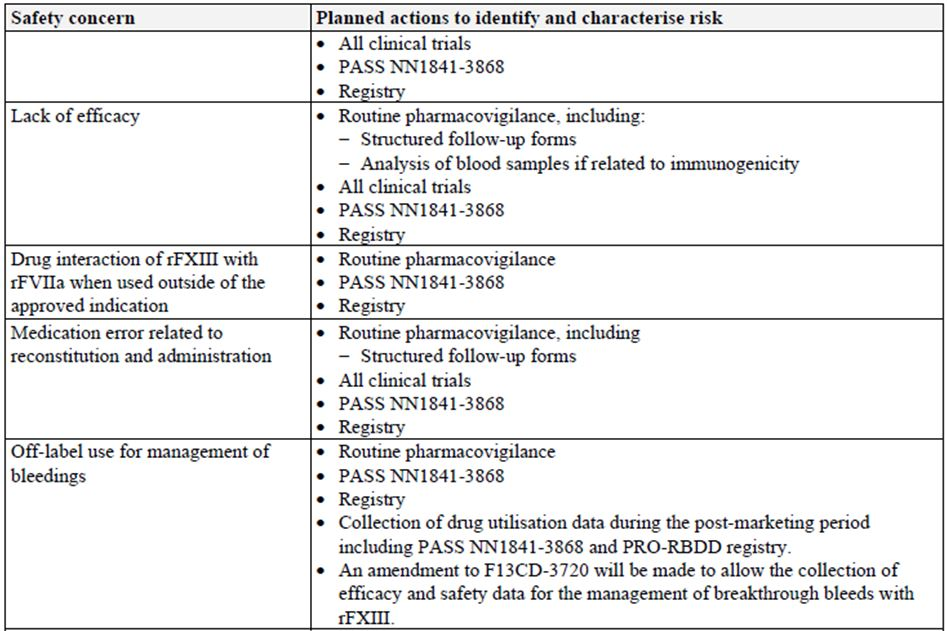 Safety concern
Planned actions to identify and characterise risk
• All clinical trials
• PASS NN1841-3868
• Registry
Lack of efficacy
• Routine pharmacovigilance, including:
– Structured follow-up forms
– Analysis of blood samples if related to immunogenicity
• All clinical trials
• PASS NN1841-3868
• Registry
Drug interaction of rFXIII with
rFVIIa when used outside of the
approved indication
• Routine pharmacovigilance
• PASS NN1841-3868
• Registry
Medication error related to
reconstitution and administration
• Routine pharmacovigilance, including
– Structured follow-up forms
• All clinical trials
• PASS NN1841-3868
• Registry
Off-label use for management of
bleedings
• Routine pharmacovigilance
• PASS NN1841-3868
• Registry
• Collection of drug utilisation data during the post-marketing period
including PASS NN1841-3868 and PRO-RBDD registry.
• An amendment to F13CD-3720 will be made to allow the collection of
efficacy and safety data for the management of breakthrough bleeds with
rFXIII.